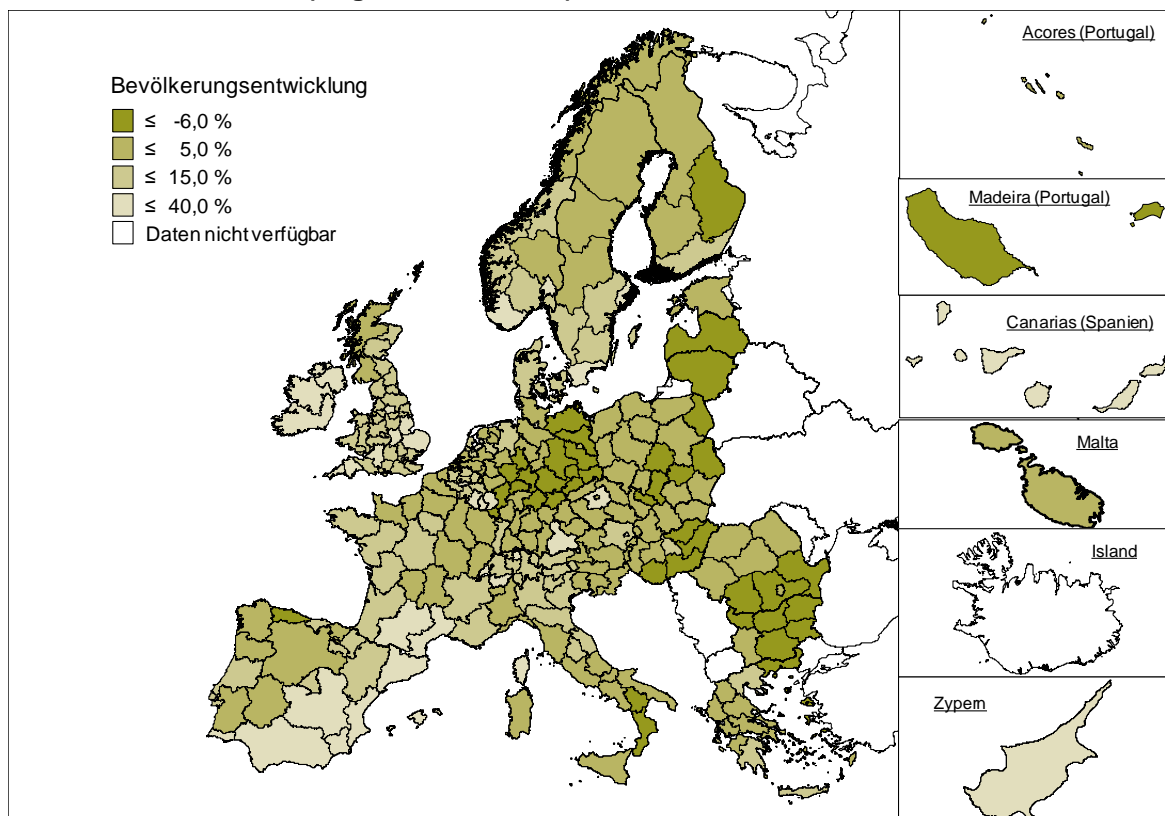 Bevölkerungsentwicklung
≤ -6,0 %
≤ 5,0 %
≤ 15,0 %
≤ 40,0 %
Daten nicht verfügbar
Acores (Portugal)
Madeira (Portugal)
Canarias (Spanien)
Malta
Island
Zypern